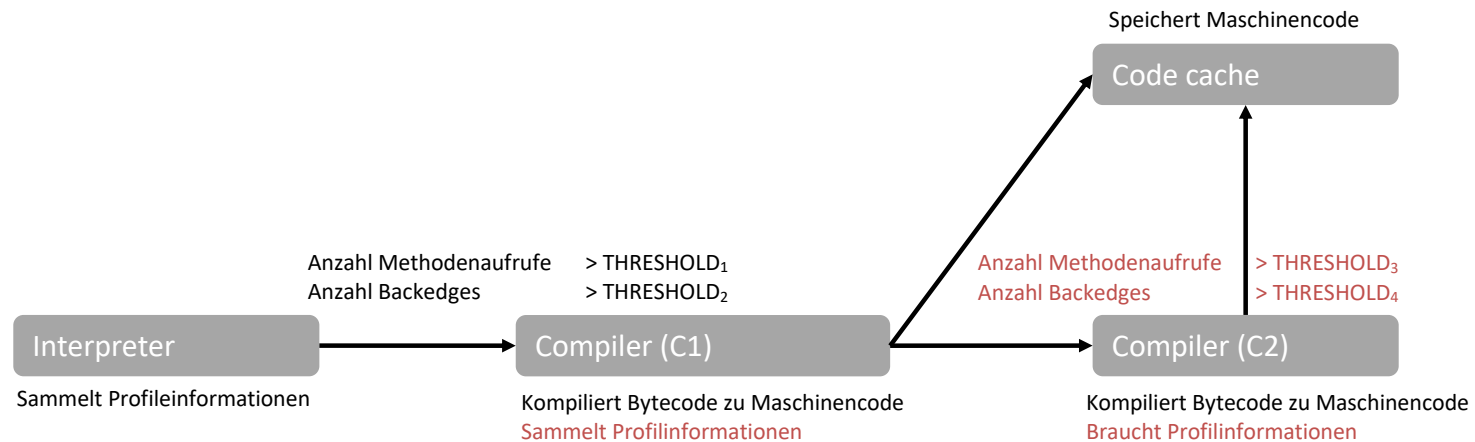 Speichert Maschinencode
Code cache
Anzahl Methodenaufrufe > THRESHOLD₁
Anzahl Backedges > THRESHOLD₂
Anzahl Methodenaufrufe > THRESHOLD₃
Anzahl Backedges > THRESHOLD₄
Interpreter
Sammelt Profileinformationen
Compiler (C1)
Kompiliert Bytecode zu Maschinencode
Sammelt Profilinformationen
Compiler (C2)
Kompiliert Bytecode zu Maschinencode
Braucht Profilinformationen